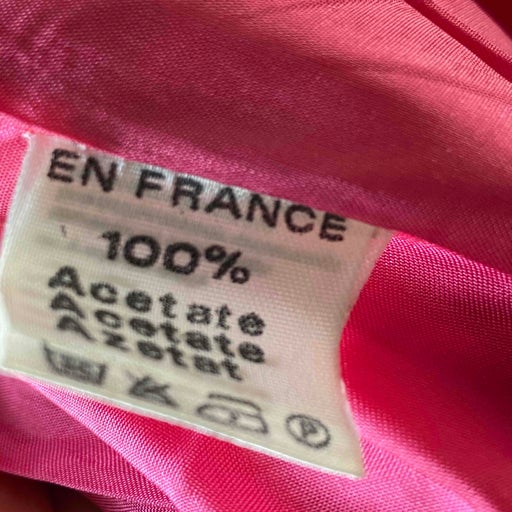 EN FRANCE
100%
Acetate
Acetate
Azetat
P